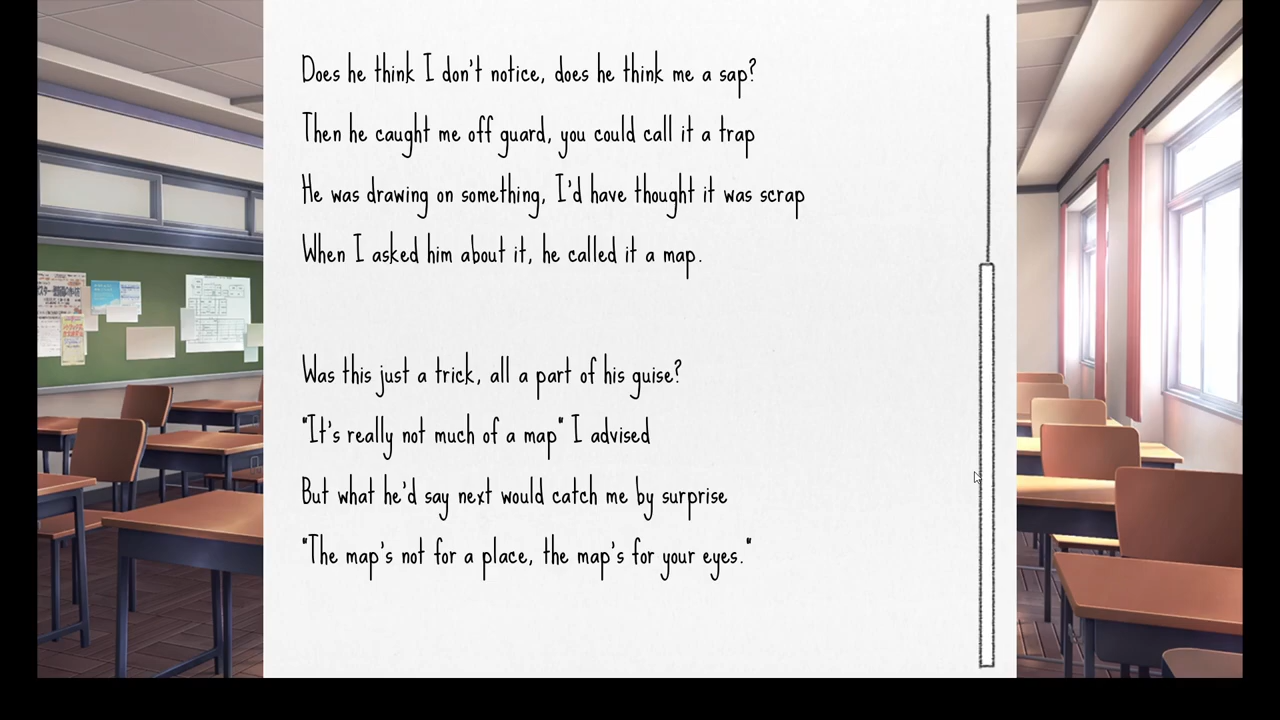 Does he think I don't notice, does he think me a sap?
Then he caught me off guard, you could call it a trap
He was drawing on something, I'd have thought it was scrap
When I asked him about it, he called it a map.
Was this just a trick, all a part of his guise?
"It's really not much of a map" I advised
But what he'd say next would catch me by surprise
"The map's not for a place, the map's for your eyes."